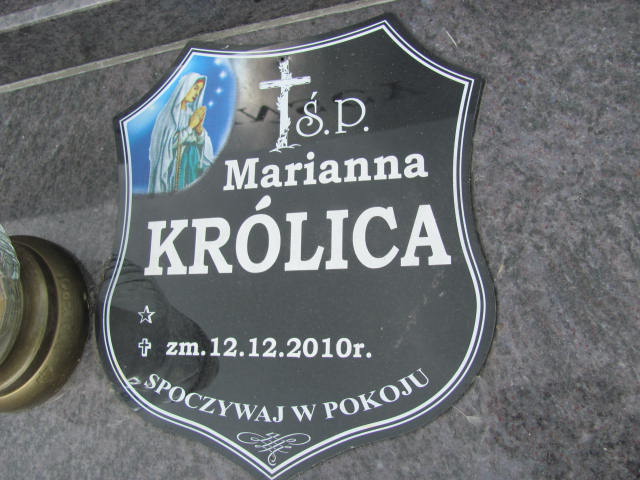 Ś.P.
Marianna
KRÓLICA
zm.12.12.2010r.
SPOCZYWAJ W POKOJU